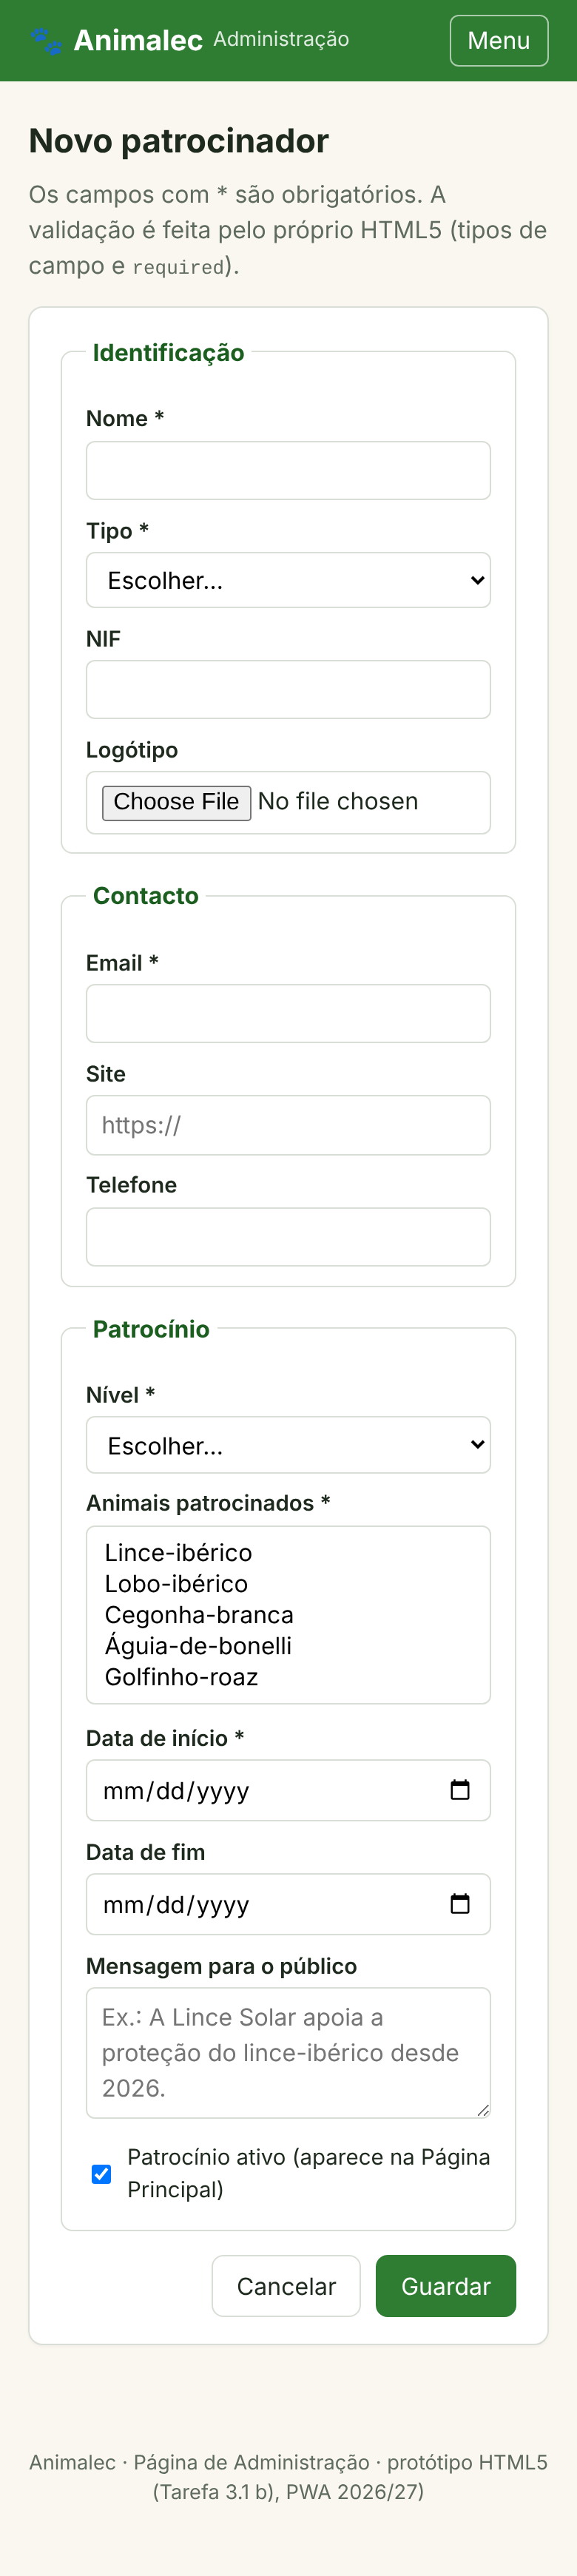 Animalec Administração
Menu
Novo patrocinador
Os campos com * são obrigatórios. A
validação é feita pelo próprio HTML5 (tipos de
campo e required).
Identificação
Nome *
Tipo *
Escolher...
NIF
Logótipo
Choose File No file chosen
Contacto
Email *
Site
https://
Telefone
Patrocínio
Nível *
Escolher...
Animais patrocinados *
Lince-ibérico
Lobo-ibérico
Cegonha-branca
Águia-de-bonelli
Golfinho-roaz
Data de início *
mm/dd/yyyy
Data de fim
mm/dd/yyyy
Mensagem para o público
Ex.: A Lince Solar apoia a
proteção do lince-ibérico desde
2026.
Patrocínio ativo (aparece na Página
Principal)
Cancelar
Guardar
Animalec · Página de Administração · protótipo HTML5
(Tarefa 3.1 b), PWA 2026/27)